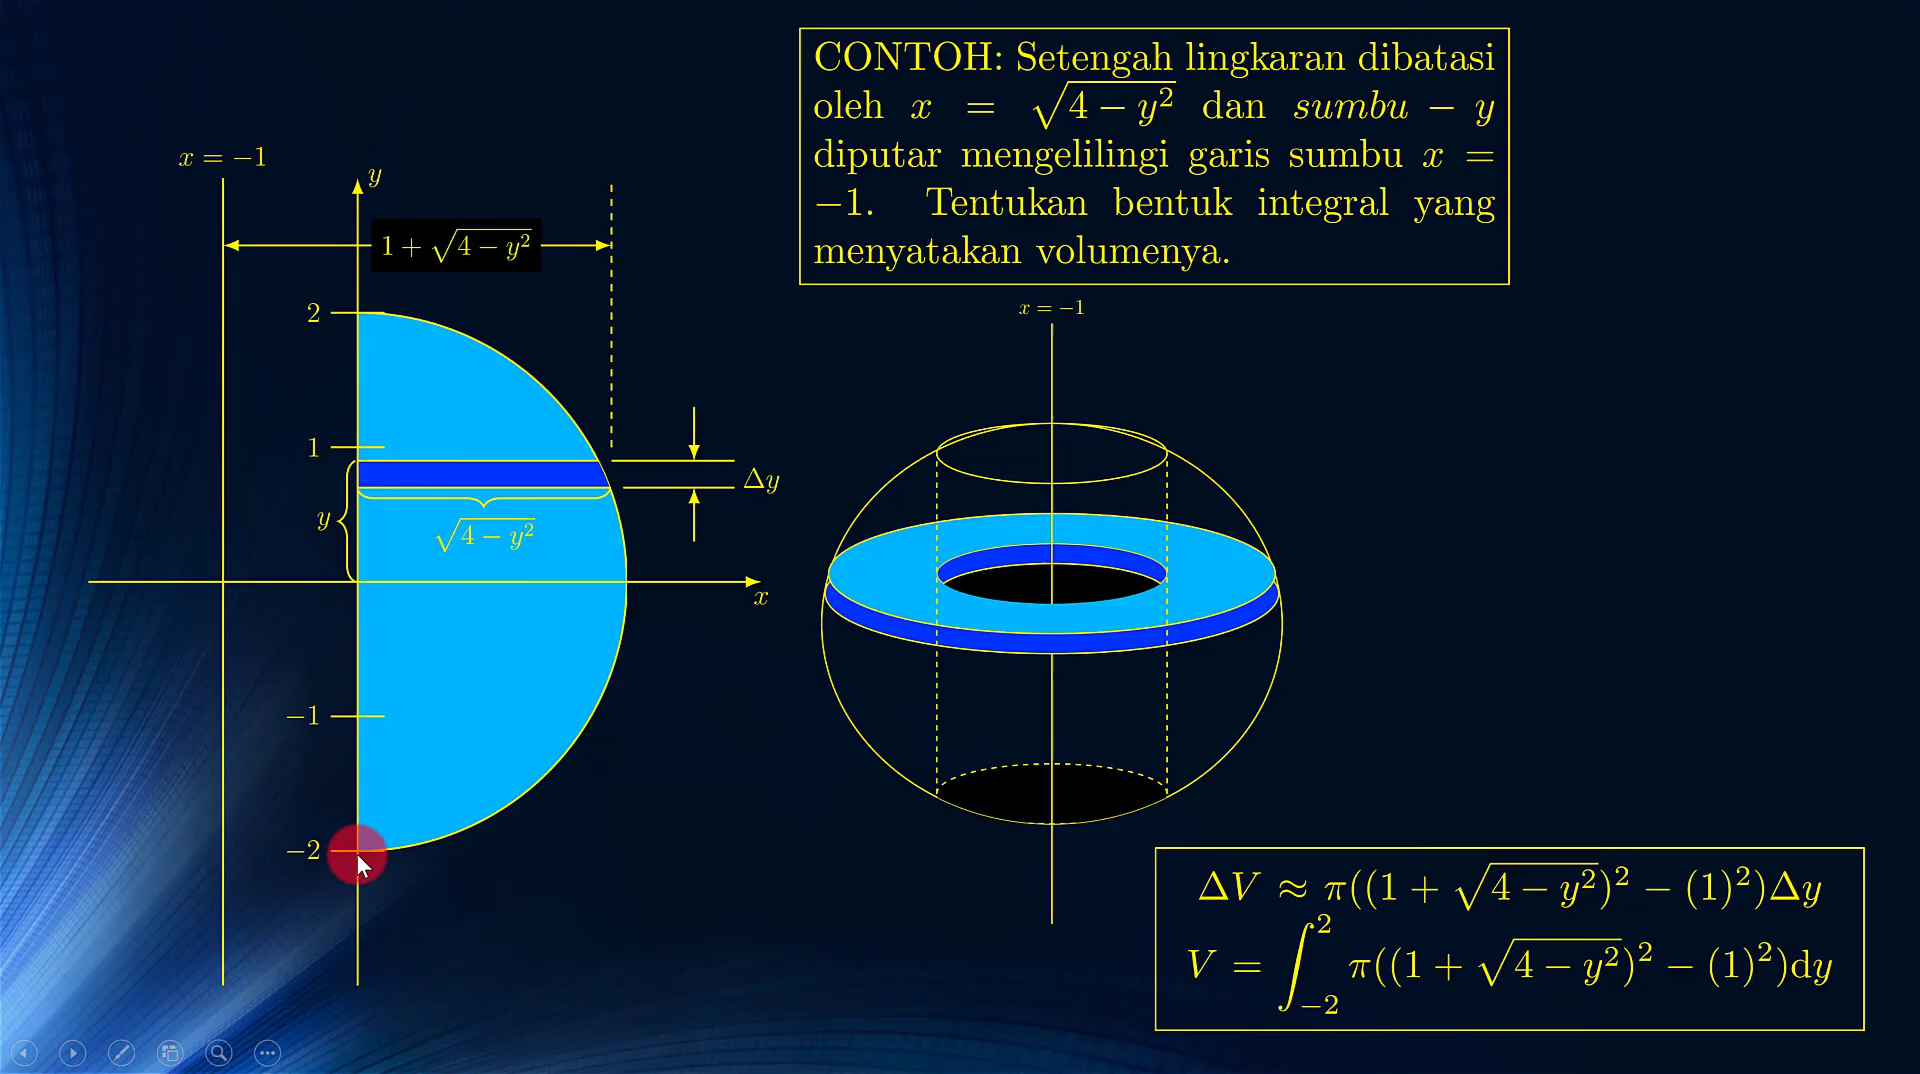 CONTOH: Setengah lingkaran dibatasi
oleh x = √(4 − y²) dan sumbu − y
diputar mengelilingi garis sumbu x =
−1. Tentukan bentuk integral yang
menyatakan volumenya.
x = −1
y
1 + √(4 − y²)
2
1
Δy
y
√(4 − y²)
x
−1
−2
x = −1
ΔV ≈ π((1 + √(4 − y²))² − (1)²)Δy
V = ∫₋₂² π((1 + √(4 − y²))² − (1)²)dy